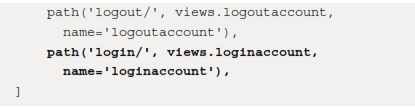 path('logout/', views.logoutaccount,
name='logoutaccount'),
path('login/', views.loginaccount,
name='loginaccount'),
]